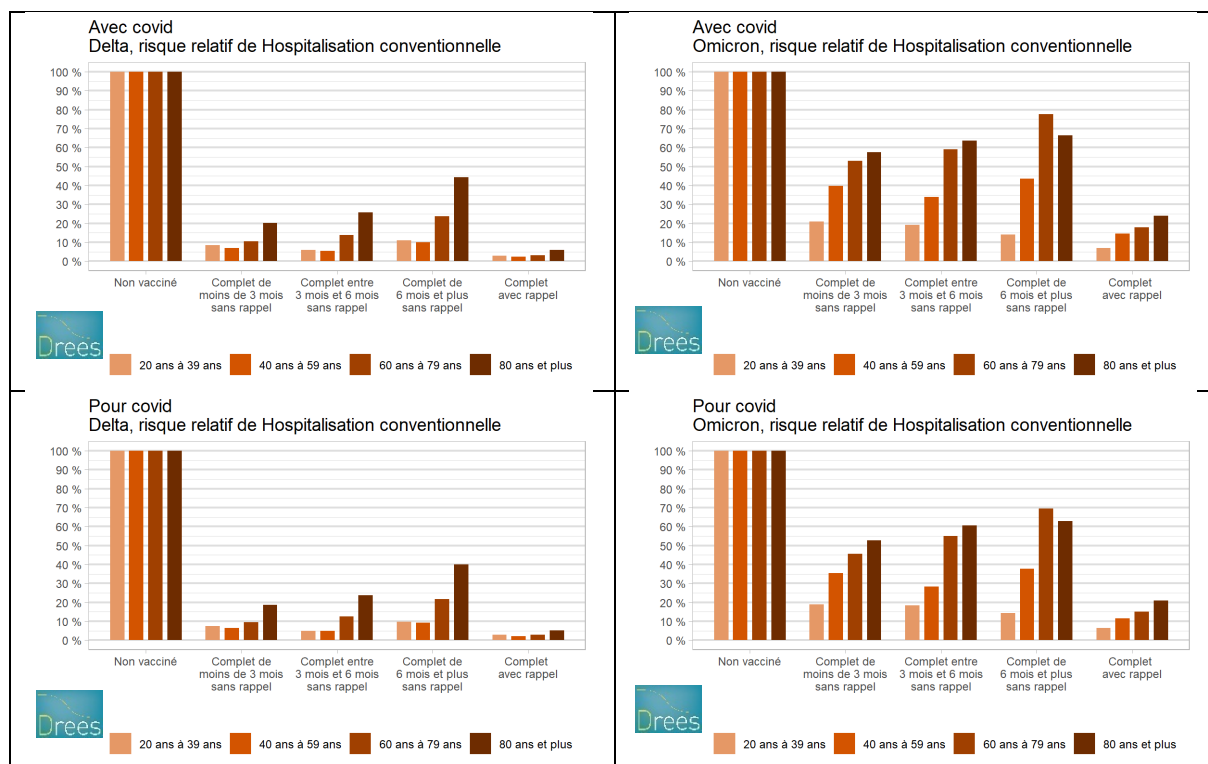 Avec covid
Delta, risque relatif de Hospitalisation conventionnelle
100 %
90 %
80 %
70 %
60 %
50 %
40 %
30 %
20 %
10 %
0 %
Non vacciné
Complet de
moins de 3 mois
sans rappel
Complet entre
3 mois et 6 mois
sans rappel
Complet de
6 mois et plus
sans rappel
Complet
avec rappel
Drees
20 ans à 39 ans 40 ans à 59 ans 60 ans à 79 ans 80 ans et plus
Avec covid
Omicron, risque relatif de Hospitalisation conventionnelle
100 %
90 %
80 %
70 %
60 %
50 %
40 %
30 %
20 %
10 %
0 %
Non vacciné
Complet de
moins de 3 mois
sans rappel
Complet entre
3 mois et 6 mois
sans rappel
Complet de
6 mois et plus
sans rappel
Complet
avec rappel
Drees
20 ans à 39 ans 40 ans à 59 ans 60 ans à 79 ans 80 ans et plus
Pour covid
Delta, risque relatif de Hospitalisation conventionnelle
100 %
90 %
80 %
70 %
60 %
50 %
40 %
30 %
20 %
10 %
0 %
Non vacciné
Complet de
moins de 3 mois
sans rappel
Complet entre
3 mois et 6 mois
sans rappel
Complet de
6 mois et plus
sans rappel
Complet
avec rappel
Drees
20 ans à 39 ans 40 ans à 59 ans 60 ans à 79 ans 80 ans et plus
Pour covid
Omicron, risque relatif de Hospitalisation conventionnelle
100 %
90 %
80 %
70 %
60 %
50 %
40 %
30 %
20 %
10 %
0 %
Non vacciné
Complet de
moins de 3 mois
sans rappel
Complet entre
3 mois et 6 mois
sans rappel
Complet de
6 mois et plus
sans rappel
Complet
avec rappel
Drees
20 ans à 39 ans 40 ans à 59 ans 60 ans à 79 ans 80 ans et plus